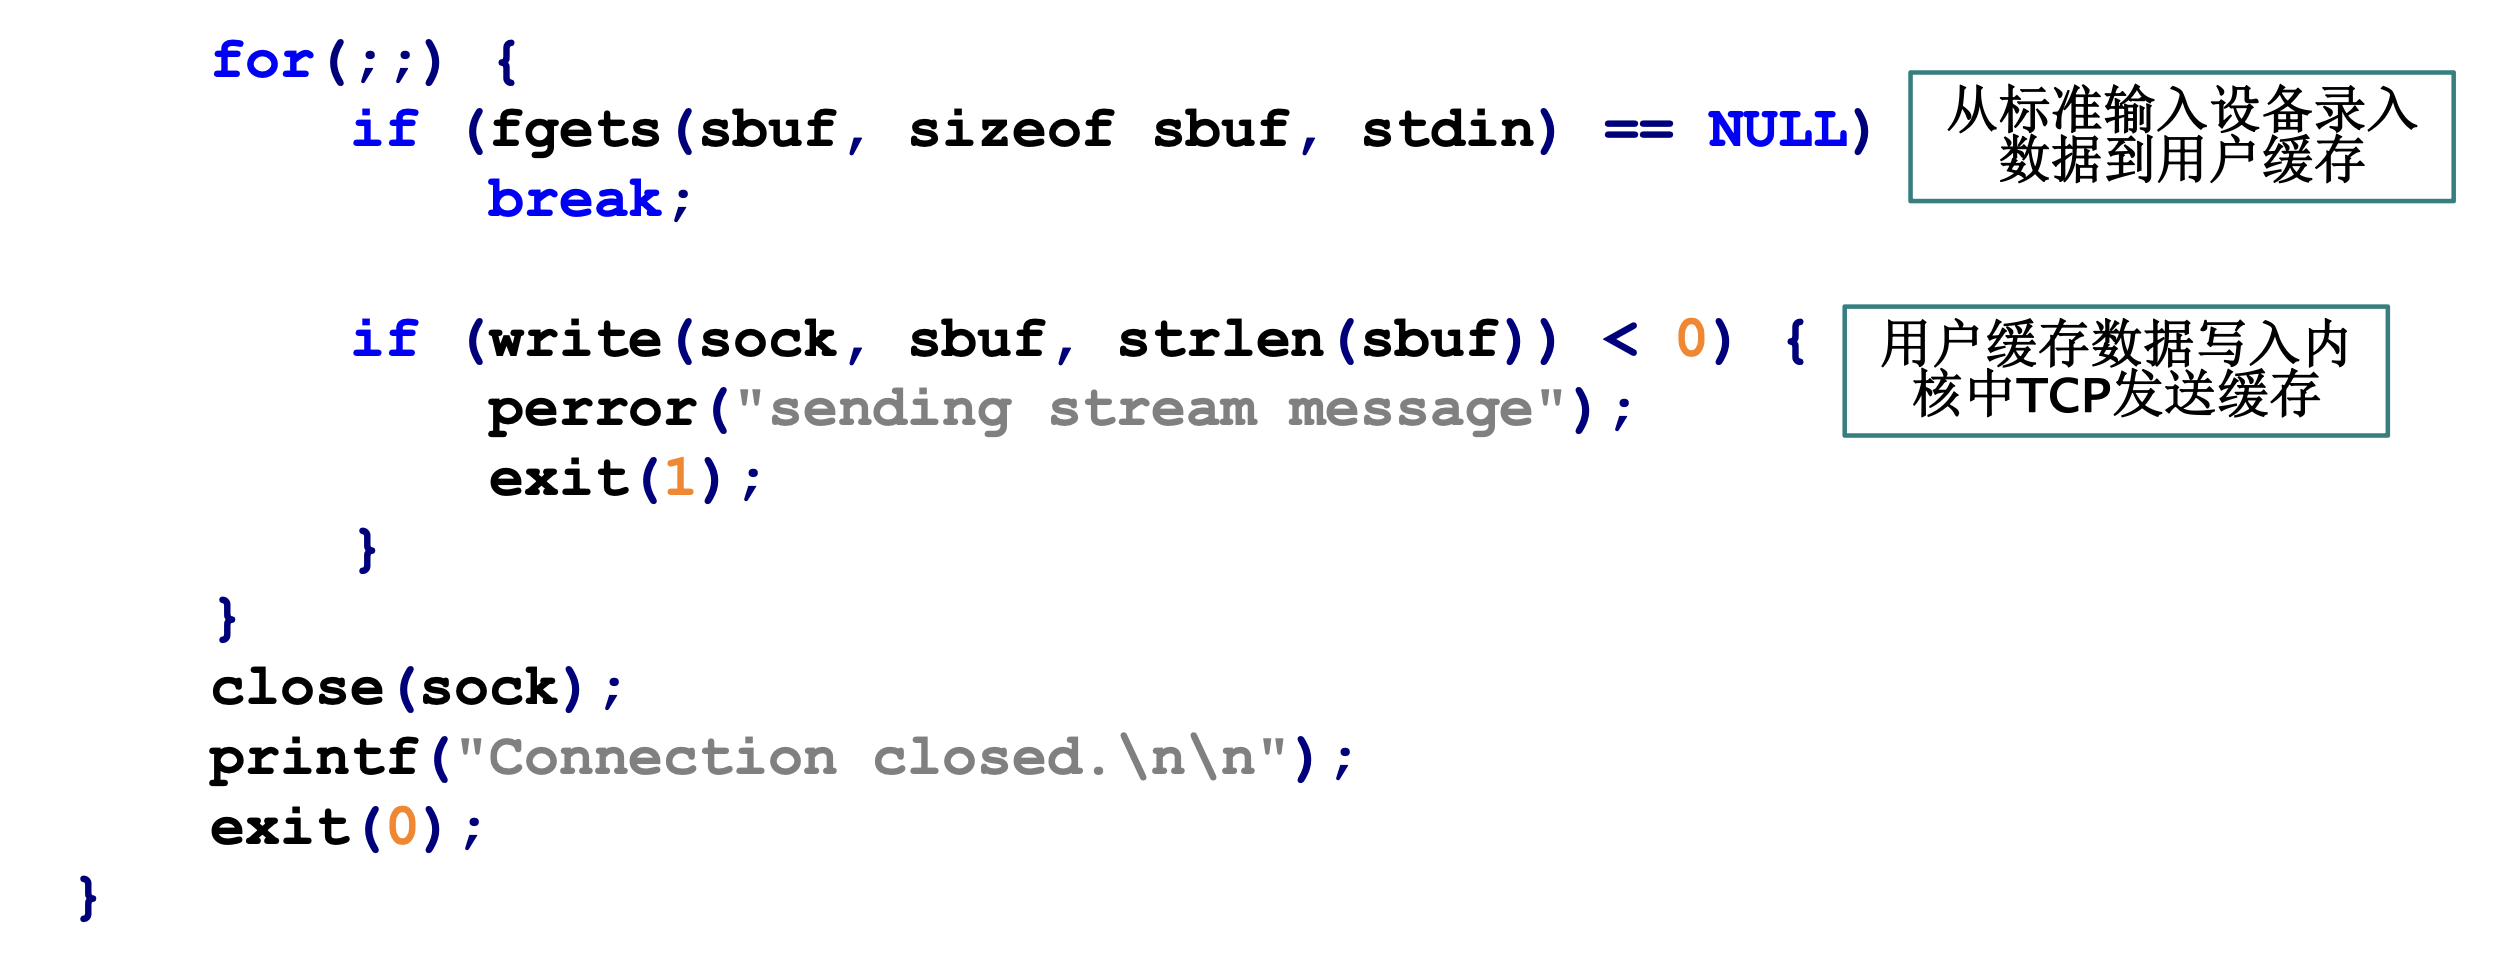 for(;;) {
if (fgets(sbuf, sizeof sbuf, stdin) == NULL)
break;
从标准输入设备录入
数据到用户缓存
if (write(sock, sbuf, strlen(sbuf)) < 0) {
perror("sending stream message");
exit(1);
用户缓存数据写入内
核中TCP发送缓存
}
}
close(sock);
printf("Connection closed.\n\n");
exit(0);
}